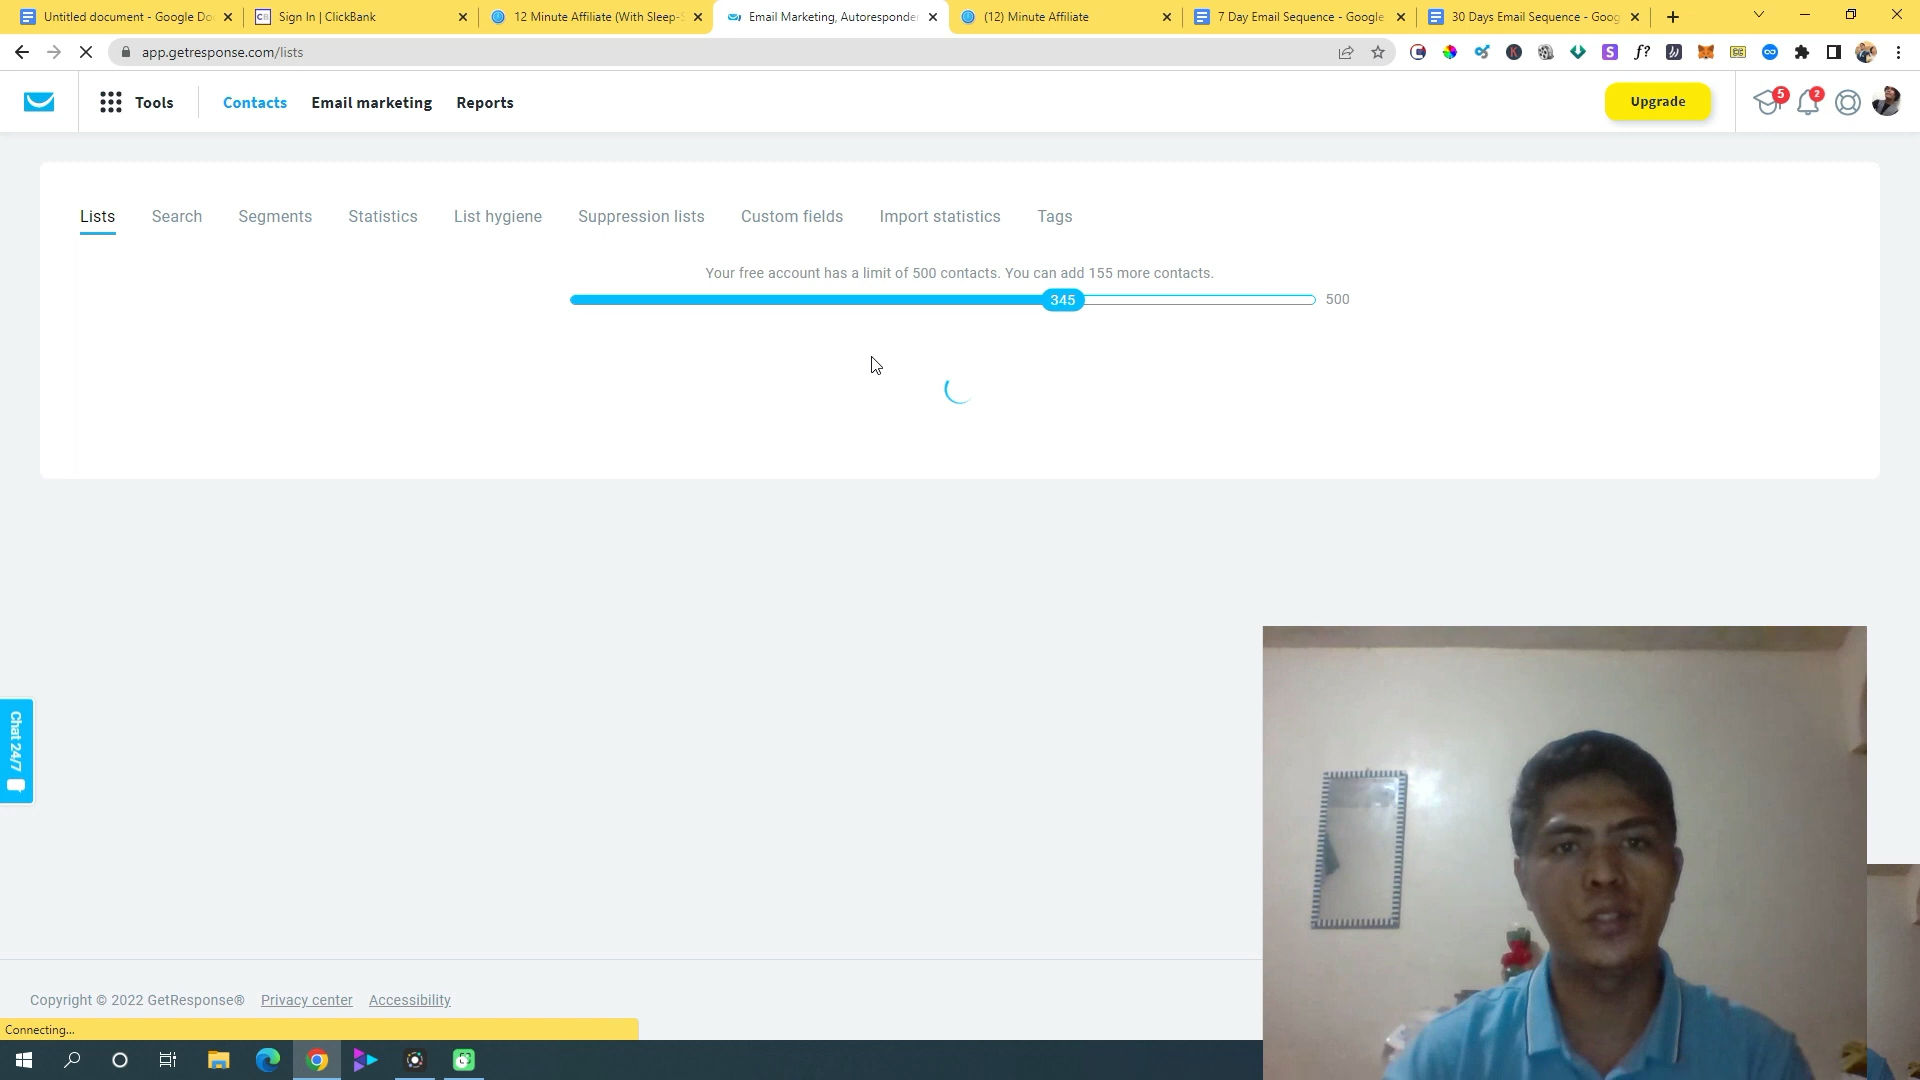 Untitled document - Google Do
Sign In | ClickBank
12 Minute Affiliate (With Sleep-S
Email Marketing, Autoresponder
(12) Minute Affiliate
7 Day Email Sequence - Google
30 Days Email Sequence - Goog
app.getresponse.com/lists
Tools
Contacts
Email marketing
Reports
Upgrade
5
2
Lists
Search
Segments
Statistics
List hygiene
Suppression lists
Custom fields
Import statistics
Tags
Your free account has a limit of 500 contacts. You can add 155 more contacts.
345
500
Chat 24/7
Copyright © 2022 GetResponse®
Privacy center
Accessibility
Connecting...